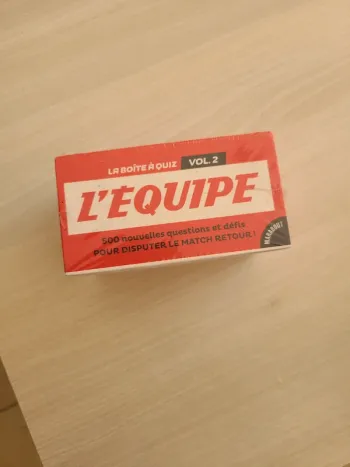 LA BOÎTE À QUIZ VOL. 2
L'ÉQUIPE
500 nouvelles questions et défis
POUR DISPUTER LE MATCH RETOUR !
MARABOUT